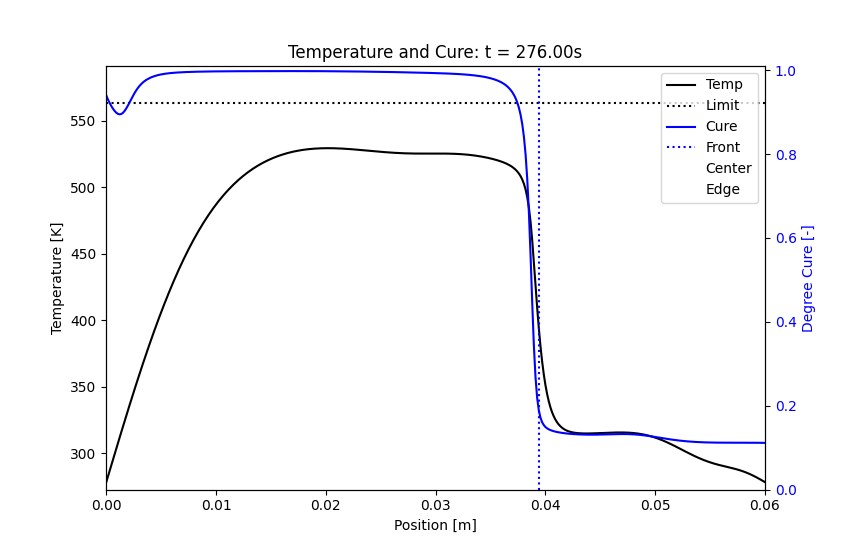 Temperature and Cure: t = 276.00s
Temp
Limit
Cure
Front
Center
Edge
Temperature [K]
550
500
450
400
350
300
1.0
0.8
0.6
0.4
0.2
0.0
Degree Cure [-]
0.00
0.01
0.02
0.03
0.04
0.05
0.06
Position [m]